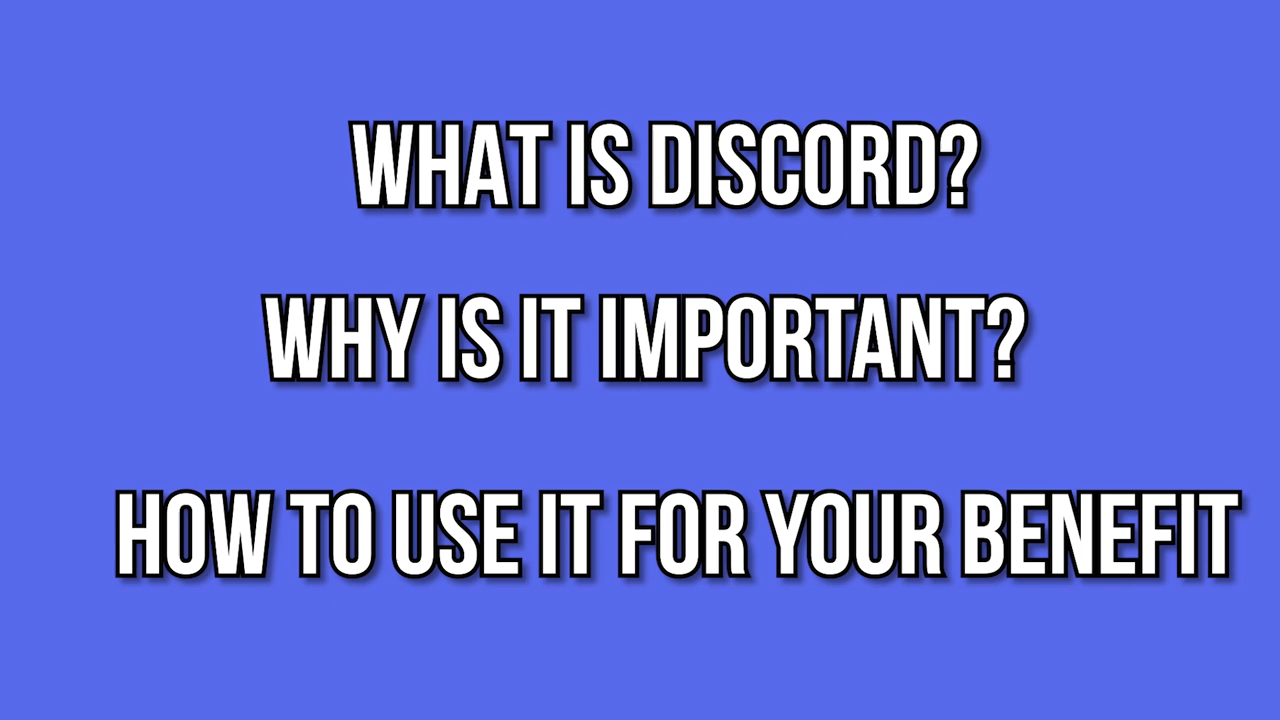 WHAT IS DISCORD?
WHY IS IT IMPORTANT?
HOW TO USE IT FOR YOUR BENEFIT